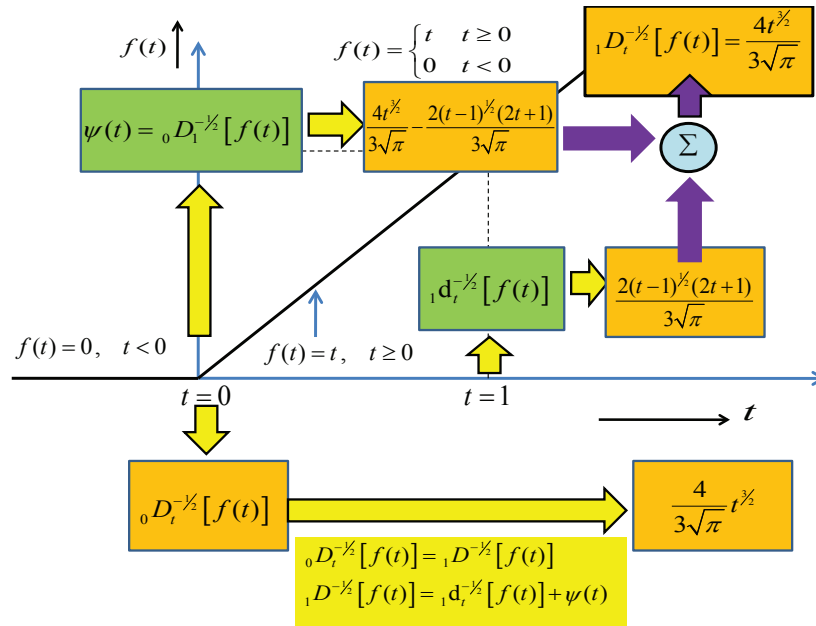 f(t)
f(t) = { t   t ≥ 0
0   t < 0
₁D_t^{-1/2}[f(t)] = 4t^{3/2} / 3√π
ψ(t) = ₀D₁^{-1/2}[f(t)]
4t^{3/2} / 3√π − 2(t−1)^{1/2}(2t+1) / 3√π
Σ
₁d_t^{-1/2}[f(t)]
2(t−1)^{1/2}(2t+1) / 3√π
f(t) = 0,   t < 0
f(t) = t,   t ≥ 0
t = 0
t = 1
t
₀D_t^{-1/2}[f(t)]
4 / 3√π t^{3/2}
₀D_t^{-1/2}[f(t)] = ₁D^{-1/2}[f(t)]
₁D^{-1/2}[f(t)] = ₁d_t^{-1/2}[f(t)] + ψ(t)